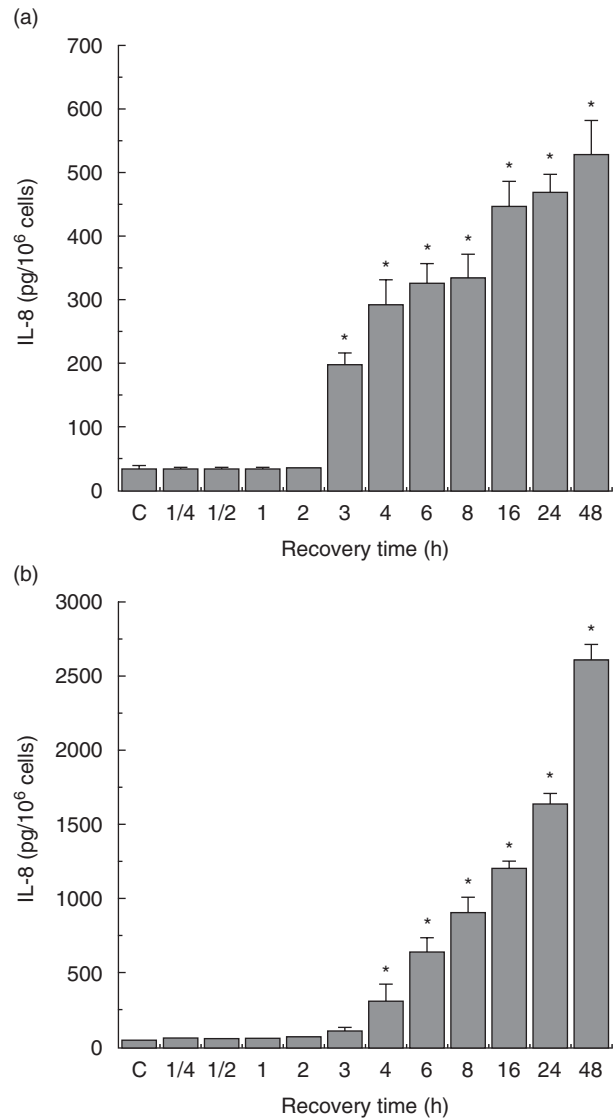 (a)
700
600
500
400
300
200
100
0
IL-8 (pg/10⁶ cells)
* * * * * * *
C 1/4 1/2 1 2 3 4 6 8 16 24 48
Recovery time (h)
(b)
3000
2500
2000
1500
1000
500
0
IL-8 (pg/10⁶ cells)
* * * * * *
C 1/4 1/2 1 2 3 4 6 8 16 24 48
Recovery time (h)